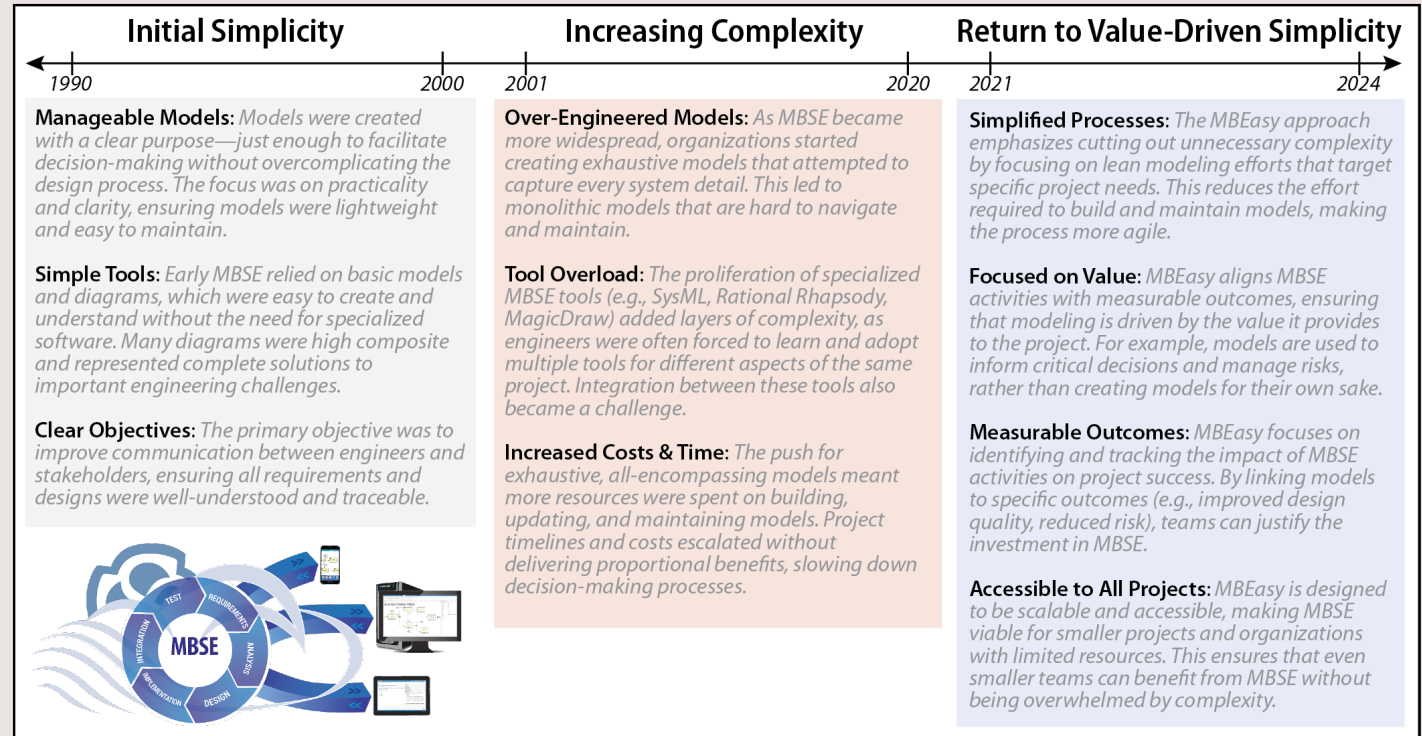 Initial Simplicity
1990
2000
Manageable Models: Models were created
with a clear purpose—just enough to facilitate
decision-making without overcomplicating the
design process. The focus was on practicality
and clarity, ensuring models were lightweight
and easy to maintain.
Simple Tools: Early MBSE relied on basic models
and diagrams, which were easy to create and
understand without the need for specialized
software. Many diagrams were high composite
and represented complete solutions to
important engineering challenges.
Clear Objectives: The primary objective was to
improve communication between engineers and
stakeholders, ensuring all requirements and
designs were well-understood and traceable.
MBSE
TEST
REQUIREMENTS
ANALYSIS
DESIGN
IMPLEMENTATION
INTEGRATION
Increasing Complexity
2001
2020
Over-Engineered Models: As MBSE became
more widespread, organizations started
creating exhaustive models that attempted to
capture every system detail. This led to
monolithic models that are hard to navigate
and maintain.
Tool Overload: The proliferation of specialized
MBSE tools (e.g., SysML, Rational Rhapsody,
MagicDraw) added layers of complexity, as
engineers were often forced to learn and adopt
multiple tools for different aspects of the same
project. Integration between these tools also
became a challenge.
Increased Costs & Time: The push for
exhaustive, all-encompassing models meant
more resources were spent on building,
updating, and maintaining models. Project
timelines and costs escalated without
delivering proportional benefits, slowing down
decision-making processes.
Return to Value-Driven Simplicity
2021
2024
Simplified Processes: The MBEasy approach
emphasizes cutting out unnecessary complexity
by focusing on lean modeling efforts that target
specific project needs. This reduces the effort
required to build and maintain models, making
the process more agile.
Focused on Value: MBEasy aligns MBSE
activities with measurable outcomes, ensuring
that modeling is driven by the value it provides
to the project. For example, models are used to
inform critical decisions and manage risks,
rather than creating models for their own sake.
Measurable Outcomes: MBEasy focuses on
identifying and tracking the impact of MBSE
activities on project success. By linking models
to specific outcomes (e.g., improved design
quality, reduced risk), teams can justify the
investment in MBSE.
Accessible to All Projects: MBEasy is designed
to be scalable and accessible, making MBSE
viable for smaller projects and organizations
with limited resources. This ensures that even
smaller teams can benefit from MBSE without
being overwhelmed by complexity.